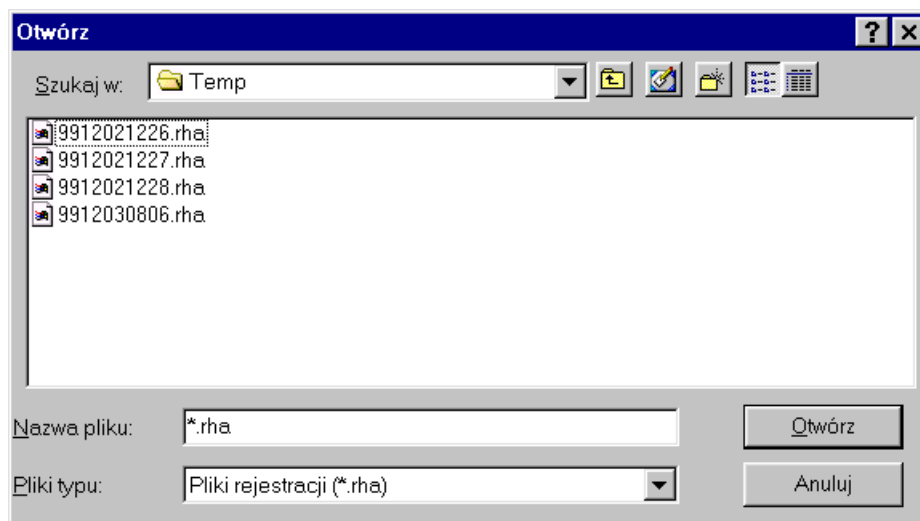 Otwórz
Szukaj w: Temp
9912021226.rha
9912021227.rha
9912021228.rha
9912030806.rha
Nazwa pliku: *.rha Otwórz
Pliki typu: Pliki rejestracji (*.rha) Anuluj